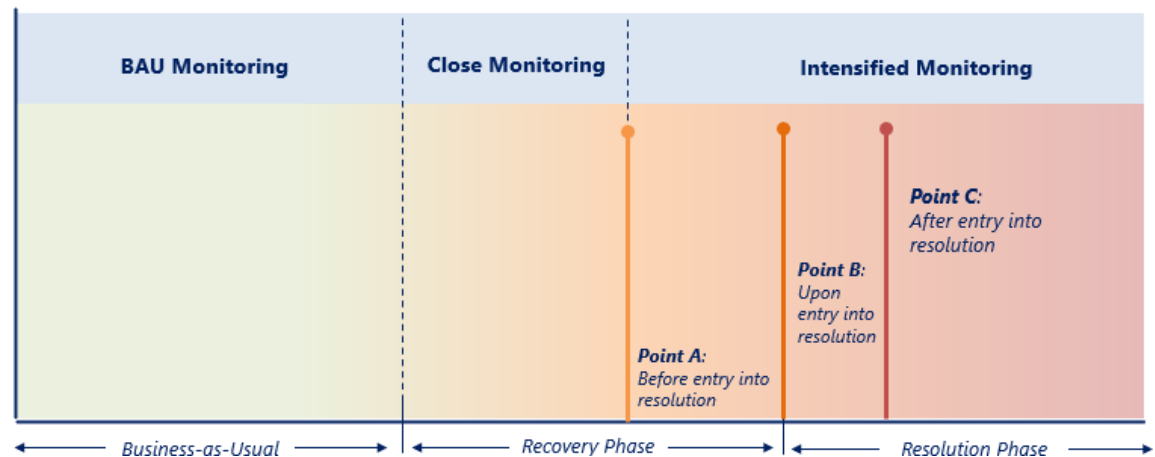 BAU Monitoring
Close Monitoring
Intensified Monitoring
Point C:
After entry into
resolution
Point B:
Upon
entry into
resolution
Point A:
Before entry into
resolution
Business-as-Usual
Recovery Phase
Resolution Phase